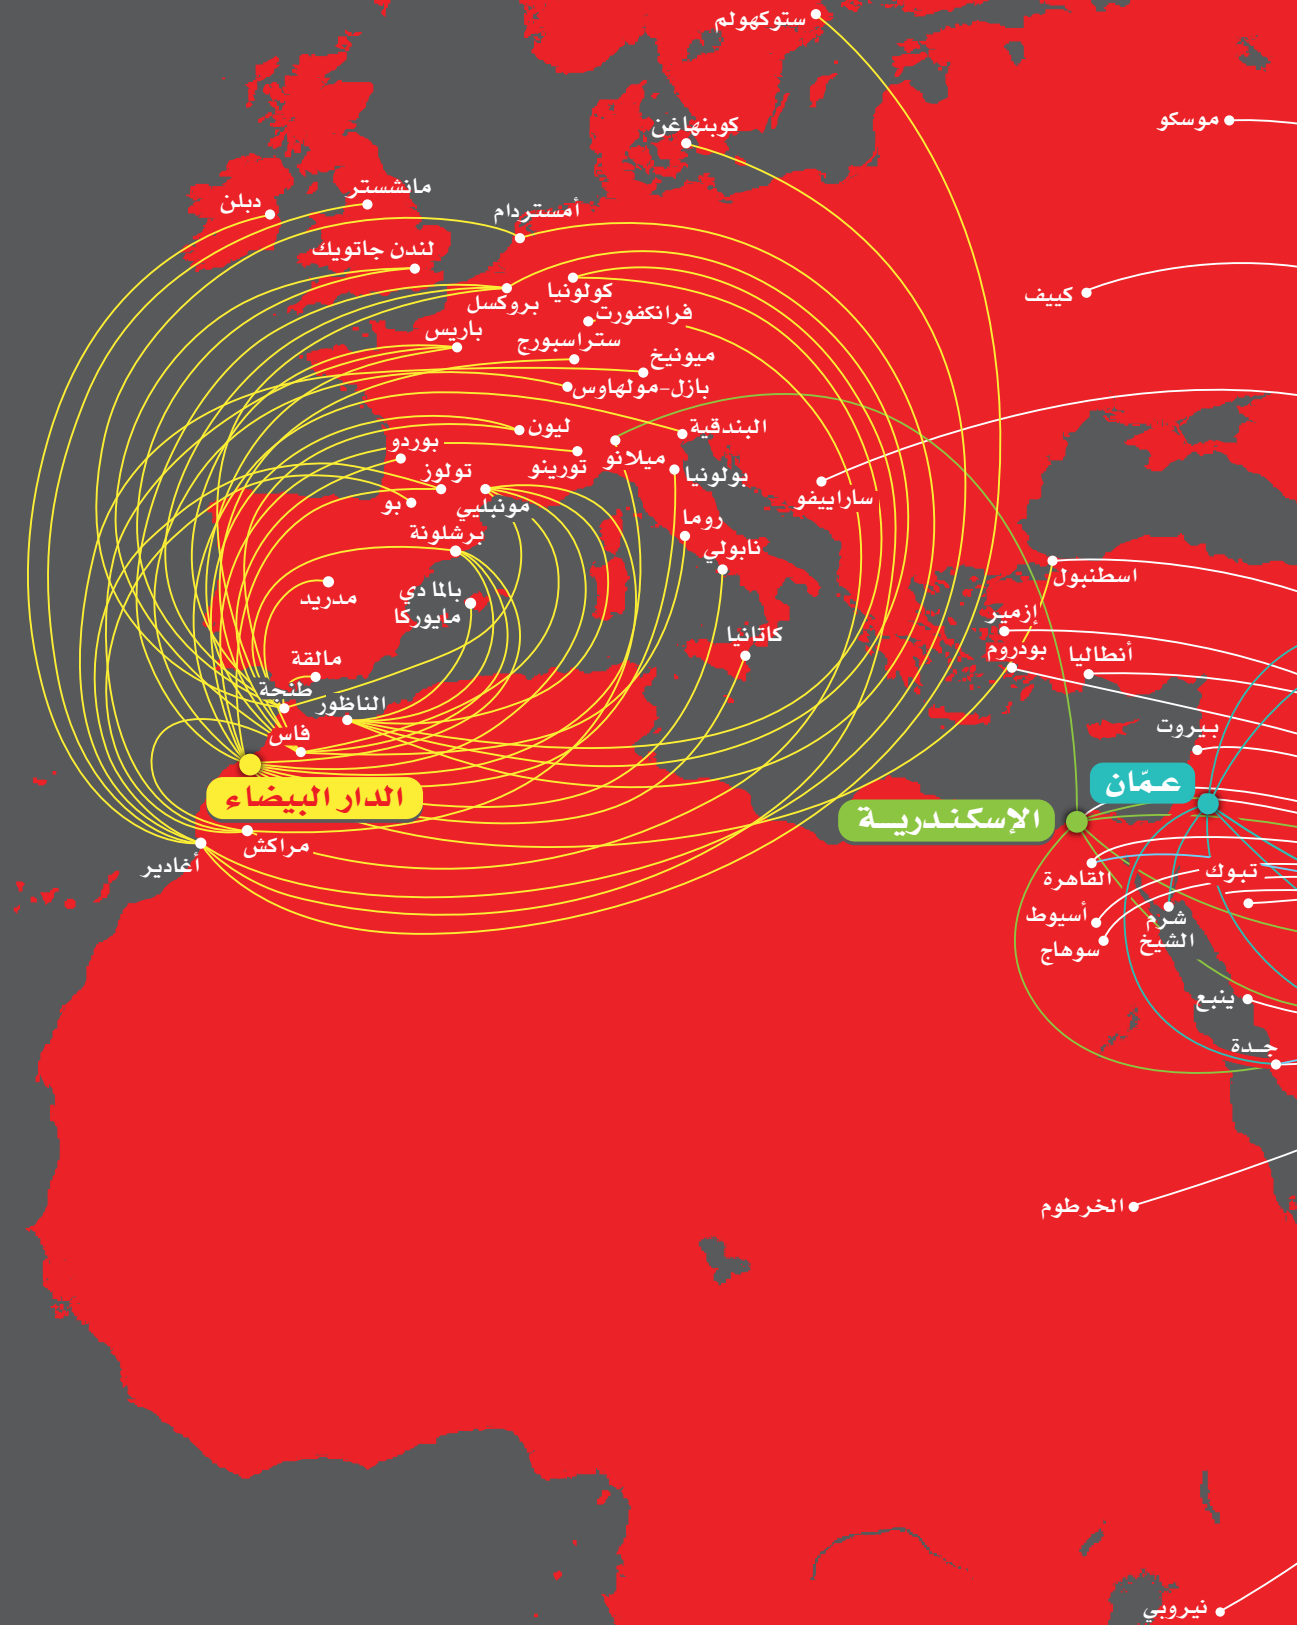 ستوكهولم
موسكو
كوبنهاغن
مانشستر
دبلن
أمستردام
لندن جاتويك
كولونيا
كييف
بروكسل
فرانكفورت
باريس
ستراسبورج
ميونيخ
بازل-مولهاوس
ليون
البندقية
بوردو
تورينو
ميلانو
تولوز
بولونيا
بو
مونبلييه
ساراييفو
روما
برشلونة
نابولي
اسطنبول
مدريد
بالما دي
مايوركا
إزمير
كاتانيا
بودروم
أنطاليا
مالقة
طنجة
الناظور
بيروت
فاس
عمّان
الدار البيضاء
الإسكندرية
مراكش
أغادير
القاهرة
تبوك
أسيوط
شرم
الشيخ
سوهاج
ينبع
جدة
الخرطوم
نيروبي